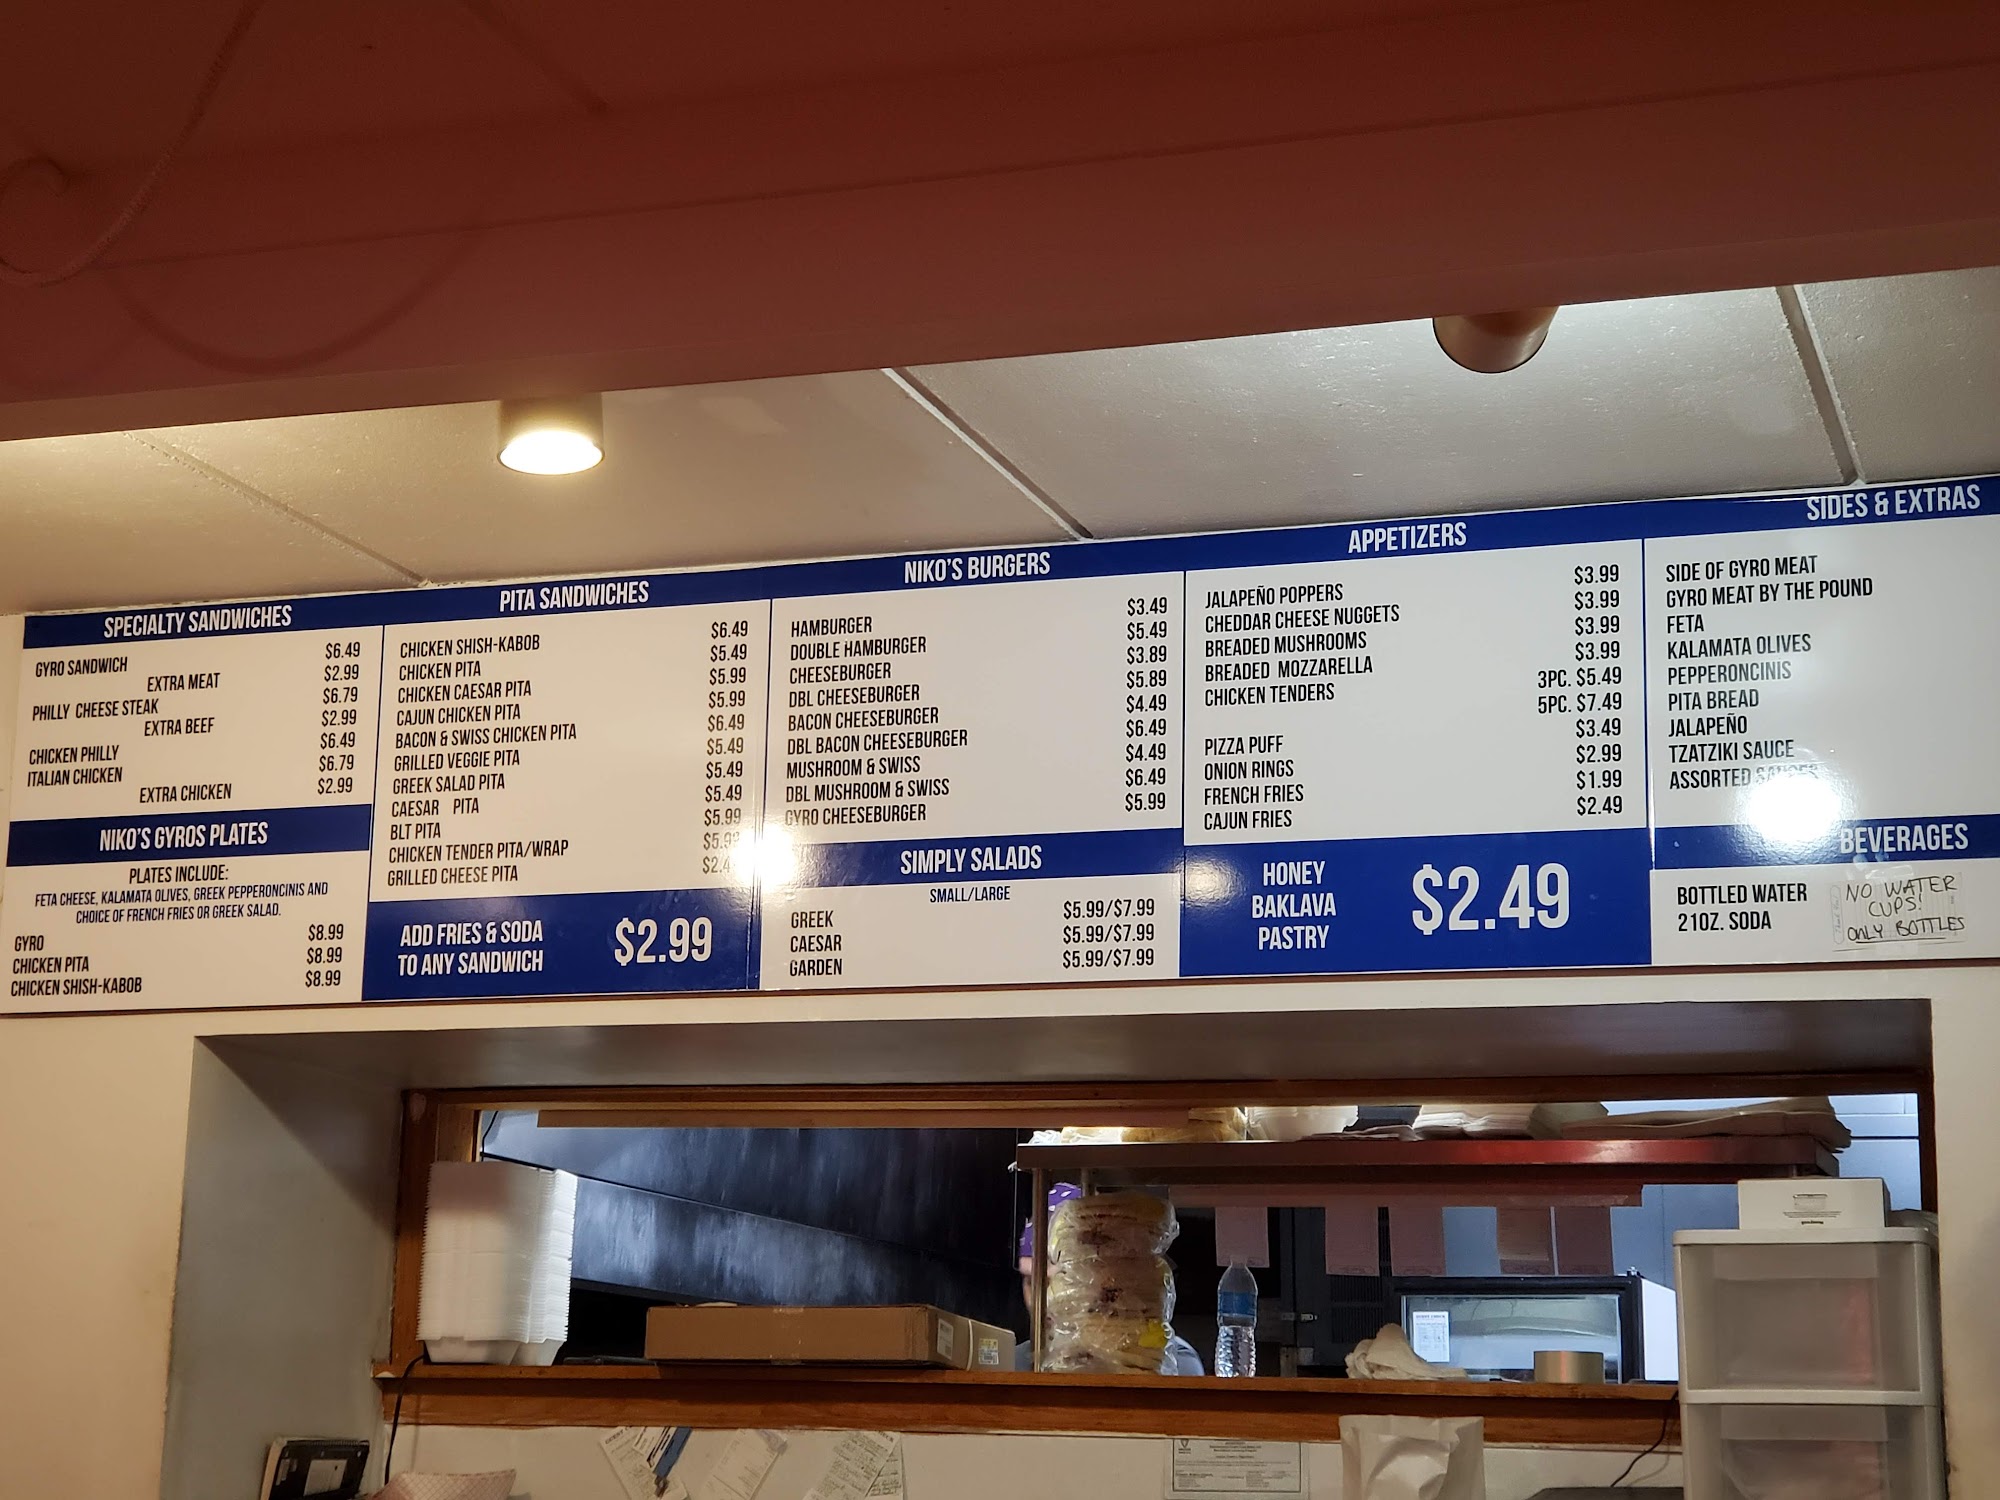 SPECIALTY SANDWICHES
GYRO SANDWICH $6.49
EXTRA MEAT $2.99
PHILLY CHEESE STEAK $6.79
EXTRA BEEF $2.99
CHICKEN PHILLY $6.49
ITALIAN CHICKEN $6.79
EXTRA CHICKEN $2.99
NIKO'S GYROS PLATES
PLATES INCLUDE:
FETA CHEESE, KALAMATA OLIVES, GREEK PEPPERONCINIS AND
CHOICE OF FRENCH FRIES OR GREEK SALAD.
GYRO $8.99
CHICKEN PITA $8.99
CHICKEN SHISH-KABOB $8.99
PITA SANDWICHES
CHICKEN SHISH-KABOB $6.49
CHICKEN PITA $5.49
CHICKEN CAESAR PITA $5.99
CAJUN CHICKEN PITA $5.99
BACON & SWISS CHICKEN PITA $6.49
GRILLED VEGGIE PITA $5.49
GREEK SALAD PITA $5.49
CAESAR PITA $5.49
BLT PITA $5.99
CHICKEN TENDER PITA/WRAP
GRILLED CHEESE PITA
ADD FRIES & SODA
TO ANY SANDWICH
$2.99
NIKO'S BURGERS
HAMBURGER $3.49
DOUBLE HAMBURGER $5.49
CHEESEBURGER $3.89
DBL CHEESEBURGER $5.89
BACON CHEESEBURGER $4.49
DBL BACON CHEESEBURGER $6.49
MUSHROOM & SWISS $4.49
DBL MUSHROOM & SWISS $6.49
GYRO CHEESEBURGER $5.99
SIMPLY SALADS
SMALL/LARGE
GREEK $5.99/$7.99
CAESAR $5.99/$7.99
GARDEN $5.99/$7.99
APPETIZERS
JALAPEÑO POPPERS $3.99
CHEDDAR CHEESE NUGGETS $3.99
BREADED MUSHROOMS $3.99
BREADED MOZZARELLA $3.99
CHICKEN TENDERS 3PC. $5.49
5PC. $7.49
PIZZA PUFF $3.49
ONION RINGS $2.99
FRENCH FRIES $1.99
CAJUN FRIES $2.49
HONEY
BAKLAVA
PASTRY
$2.49
SIDES & EXTRAS
SIDE OF GYRO MEAT
GYRO MEAT BY THE POUND
FETA
KALAMATA OLIVES
PEPPERONCINIS
PITA BREAD
JALAPEÑO
TZATZIKI SAUCE
ASSORTED SAUCES
BEVERAGES
BOTTLED WATER
21OZ. SODA
NO WATER
CUPS!
ONLY BOTTLES